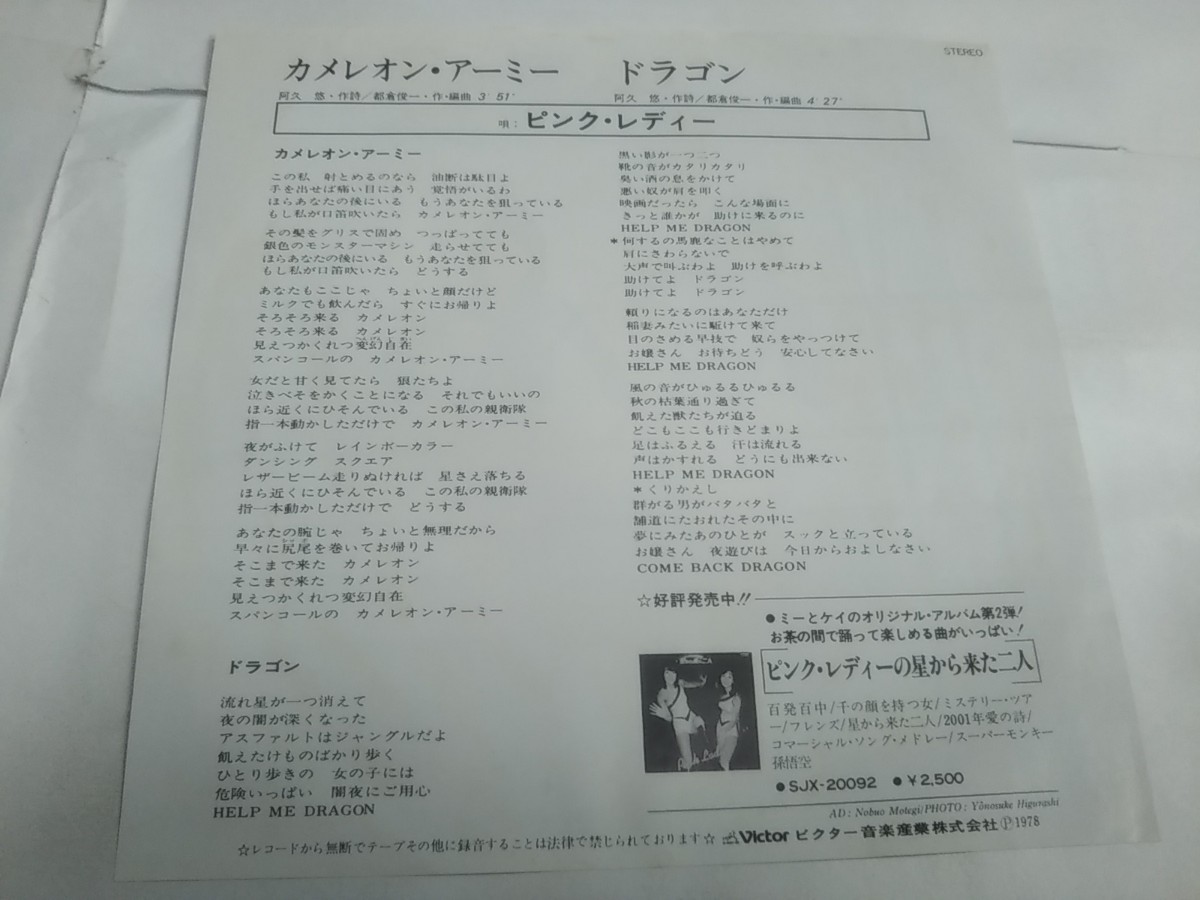 STEREO
カメレオン・アーミー　ドラゴン
阿久　悠・作詩/都倉俊一・作・編曲 3′51″　阿久　悠・作詩/都倉俊一・作・編曲 4′27″
唄：ピンク・レディー
カメレオン・アーミー
この私　射とめるのなら　油断は駄目よ
手を出せば痛い目にあう　覚悟がいるわ
ほらあなたの後にいる　もうあなたを狙っている
もし私が口笛吹いたら　カメレオン・アーミー
その髪をグリスで固め　つっぱってても
銀色のモンスターマシン　走らせてても
ほらあなたの後にいる　もうあなたを狙っている
もし私が口笛吹いたら　どうする
あなたもここじゃ　ちょいと顔だけど
ミルクでも飲んだら　すぐにお帰りよ
そろそろ来る　カメレオン
そろそろ来る　カメレオン
見えつかくれつ変幻自在
スパンコールの　カメレオン・アーミー
女だと甘く見てたら　狼たちよ
泣きべそをかくことになる　それでもいいの
ほら近くにひそんでいる　この私の親衛隊
指一本動かしただけで　カメレオン・アーミー
夜がふけて　レインボーカラー
ダンシング　スクエア
レザービーム走りぬければ　星さえ落ちる
ほら近くにひそんでいる　この私の親衛隊
指一本動かしただけで　どうする
あなたの腕じゃ　ちょいと無理だから
早々に尻尾を巻いてお帰りよ
そこまで来た　カメレオン
そこまで来た　カメレオン
見えつかくれつ変幻自在
スパンコールの　カメレオン・アーミー
ドラゴン
流れ星が一つ消えて
夜の闇が深くなった
アスファルトはジャングルだよ
飢えたけものばかり歩く
ひとり歩きの　女の子には
危険いっぱい　闇夜にご用心
HELP ME DRAGON
黒い影が一つ二つ
靴の音がカタリカタリ
臭い酒の息をかけて
悪い奴が肩を叩く
映画だったら　こんな場面に
きっと誰かが　助けに来るのに
HELP ME DRAGON
＊何するの馬鹿なことはやめて
肩にさわらないで
大声で叫ぶわよ　助けを呼ぶわよ
助けてよ　ドラゴン
助けてよ　ドラゴン
頼りになるのはあなただけ
稲妻みたいに駆けて来て
目のさめる早技で　奴らをやっつけて
お嬢さん　お待ちどう　安心してなさい
HELP ME DRAGON
風の音がひゅるるひゅるる
秋の枯葉通り過ぎて
飢えた獣たちが迫る
どこもここも行きどまりよ
足はふるえる　汗は流れる
声はかすれる　どうにも出来ない
HELP ME DRAGON
＊くりかえし
群がる男がバタバタと
舗道にたおれたその中に
夢にみたあのひとが　スックと立っている
お嬢さん　夜遊びは　今日からおよしなさい
COME BACK DRAGON
☆好評発売中!!
●ミーとケイのオリジナル・アルバム第2弾!
お茶の間で踊って楽しめる曲がいっぱい!
ピンク・レディーの星から来た二人
百発百中/千の顔を持つ女/ミステリー・ツア
ー/フレンズ/星から来た二人/2001年愛の詩/
コマーシャル・ソング・メドレー/スーパーモンキー
孫悟空
●SJX-20092　●￥2,500
AD: Nobuo Motegi/PHOTO: Yōnosuke Higurashi
☆レコードから無断でテープその他に録音することは法律で禁じられております☆　Victor ビクター音楽産業株式会社Ⓟ1978